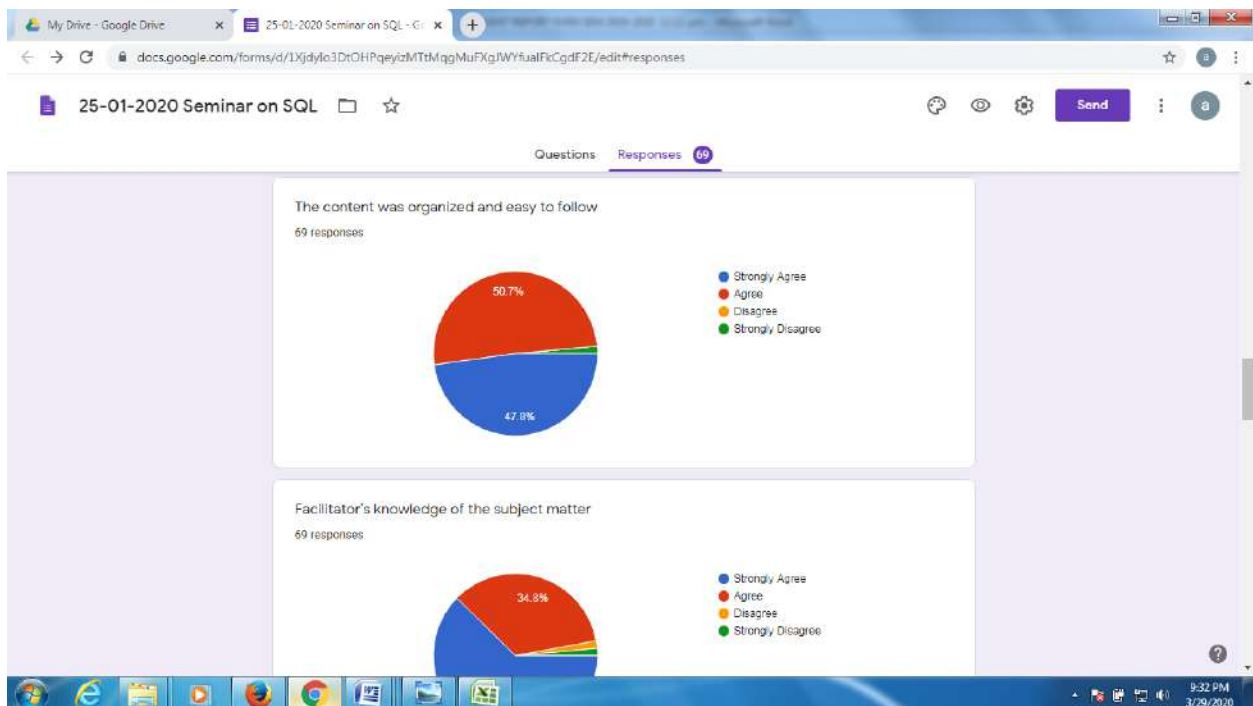 My Drive - Google Drive
25-01-2020 Seminar on SQL - Go
docs.google.com/forms/d/
/edit#responses
25-01-2020 Seminar on SQL
Send
a
Questions Responses 69
The content was organized and easy to follow
69 responses
50.7%
47.8%
Strongly Agree
Agree
Disagree
Strongly Disagree
Facilitator's knowledge of the subject matter
69 responses
34.8%
Strongly Agree
Agree
Disagree
Strongly Disagree
9:32 PM
3/29/2020